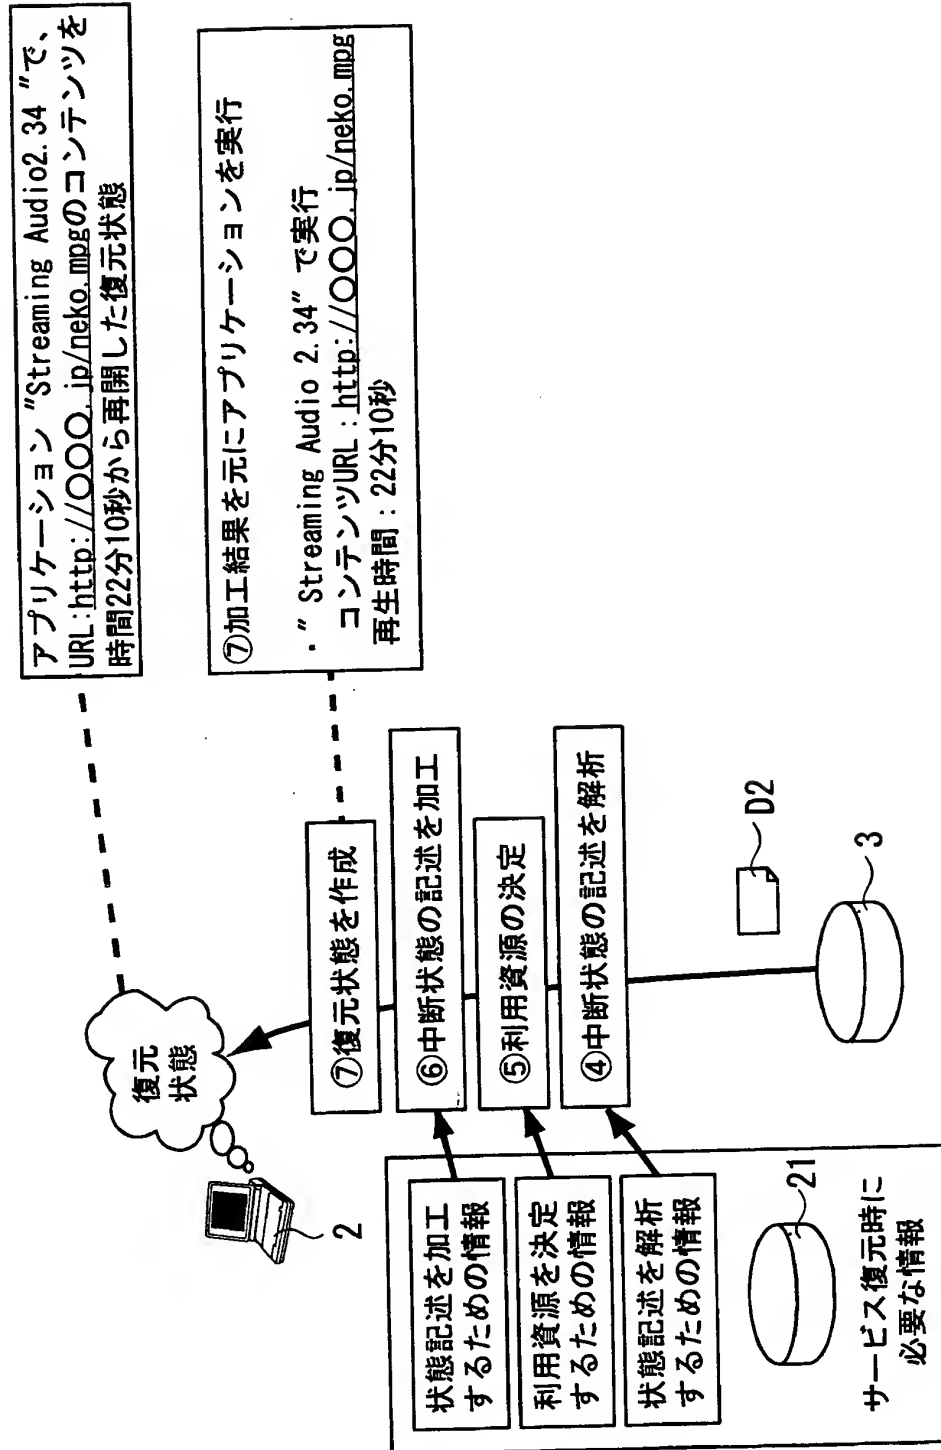 アプリケーション "Streaming Audio2.34 "で、
URL:http://〇〇〇.jp/neko.mpgのコンテンツを
時間22分10秒から再開した復元状態
⑦加工結果を元にアプリケーションを実行
・" Streaming Audio 2.34" で実行
コンテンツURL:http://〇〇〇.jp/neko.mpg
再生時間:22分10秒
復元
状態
2
⑦復元状態を作成
⑥中断状態の記述を加工
⑤利用資源の決定
④中断状態の記述を解析
D2
3
状態記述を加工
するための情報
利用資源を決定
するための情報
状態記述を解析
するための情報
21
サービス復元時に
必要な情報